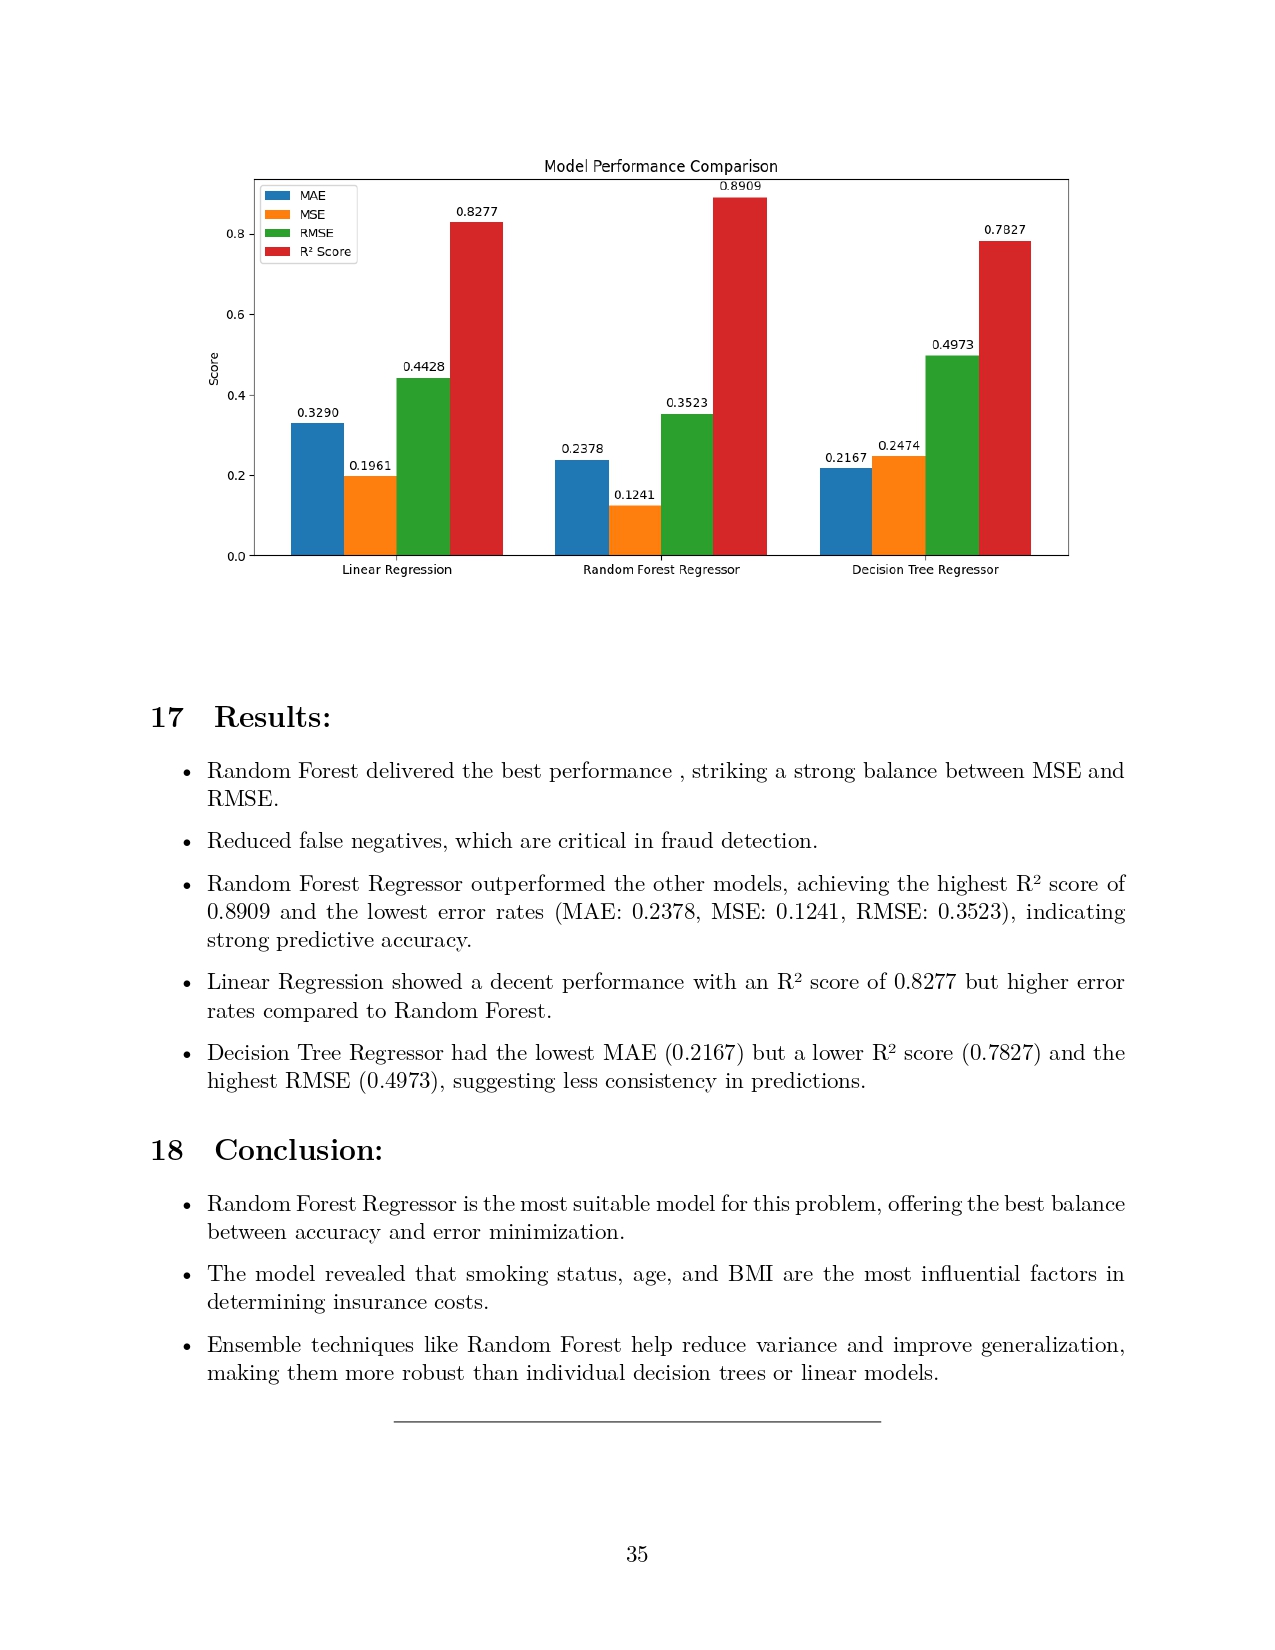 Model Performance Comparison
MAE
MSE
RMSE
R² Score
Score
0.8
0.6
0.4
0.2
0.0
0.3290
0.1961
0.4428
0.8277
0.2378
0.1241
0.3523
0.8909
0.2167
0.2474
0.4973
0.7827
Linear Regression
Random Forest Regressor
Decision Tree Regressor
17 Results:
• Random Forest delivered the best performance , striking a strong balance between MSE and
RMSE.
• Reduced false negatives, which are critical in fraud detection.
• Random Forest Regressor outperformed the other models, achieving the highest R² score of
0.8909 and the lowest error rates (MAE: 0.2378, MSE: 0.1241, RMSE: 0.3523), indicating
strong predictive accuracy.
• Linear Regression showed a decent performance with an R² score of 0.8277 but higher error
rates compared to Random Forest.
• Decision Tree Regressor had the lowest MAE (0.2167) but a lower R² score (0.7827) and the
highest RMSE (0.4973), suggesting less consistency in predictions.
18 Conclusion:
• Random Forest Regressor is the most suitable model for this problem, offering the best balance
between accuracy and error minimization.
• The model revealed that smoking status, age, and BMI are the most influential factors in
determining insurance costs.
• Ensemble techniques like Random Forest help reduce variance and improve generalization,
making them more robust than individual decision trees or linear models.
35